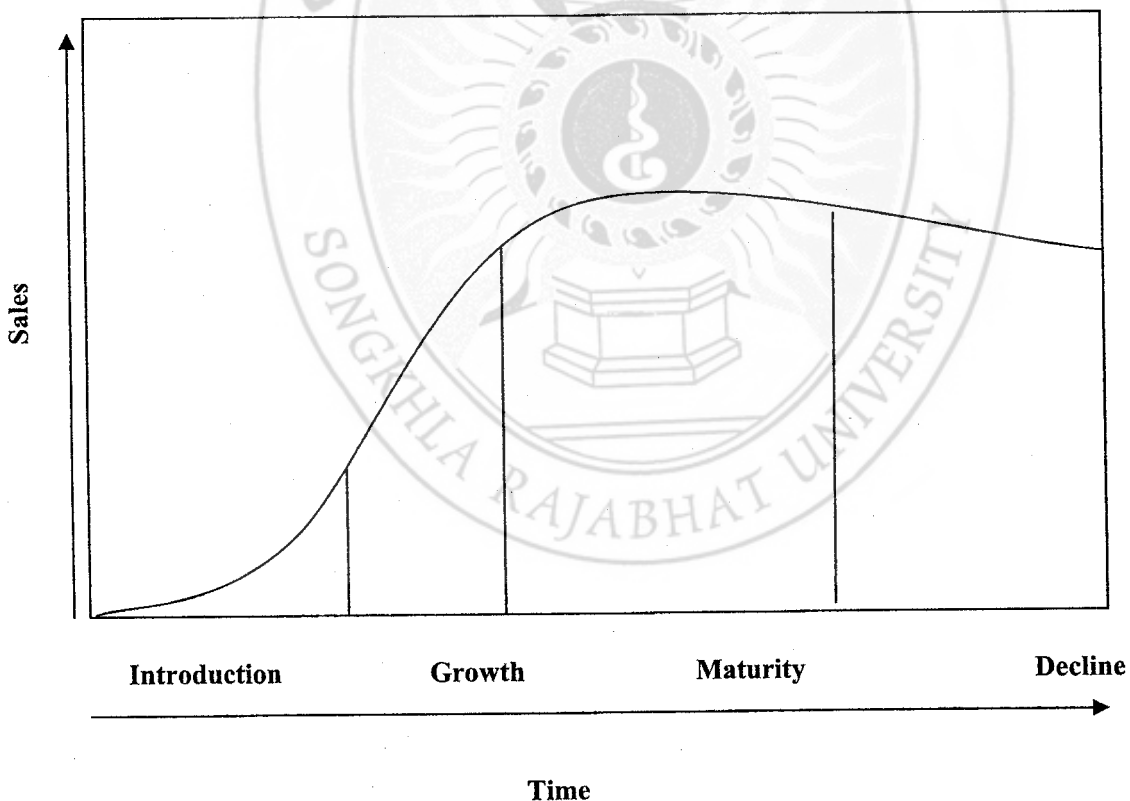 Sales
SONGKHLA RAJABHAT UNIVERSITY
Introduction Growth Maturity Decline
Time